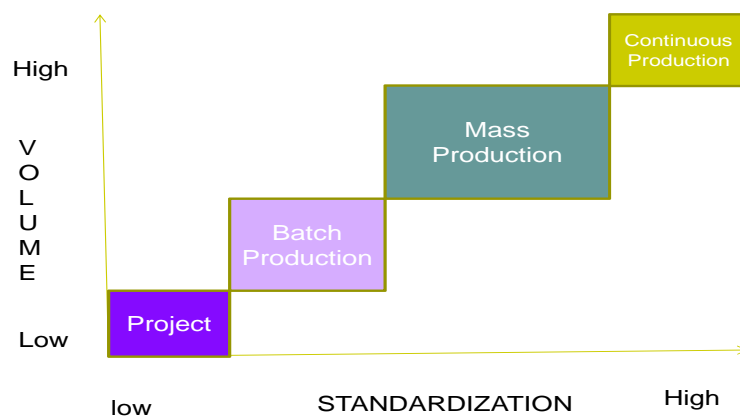 Continuous
Production
High
Mass
Production
V
O
L
U
M
E
Batch
Production
Project
Low
low
STANDARDIZATION
High